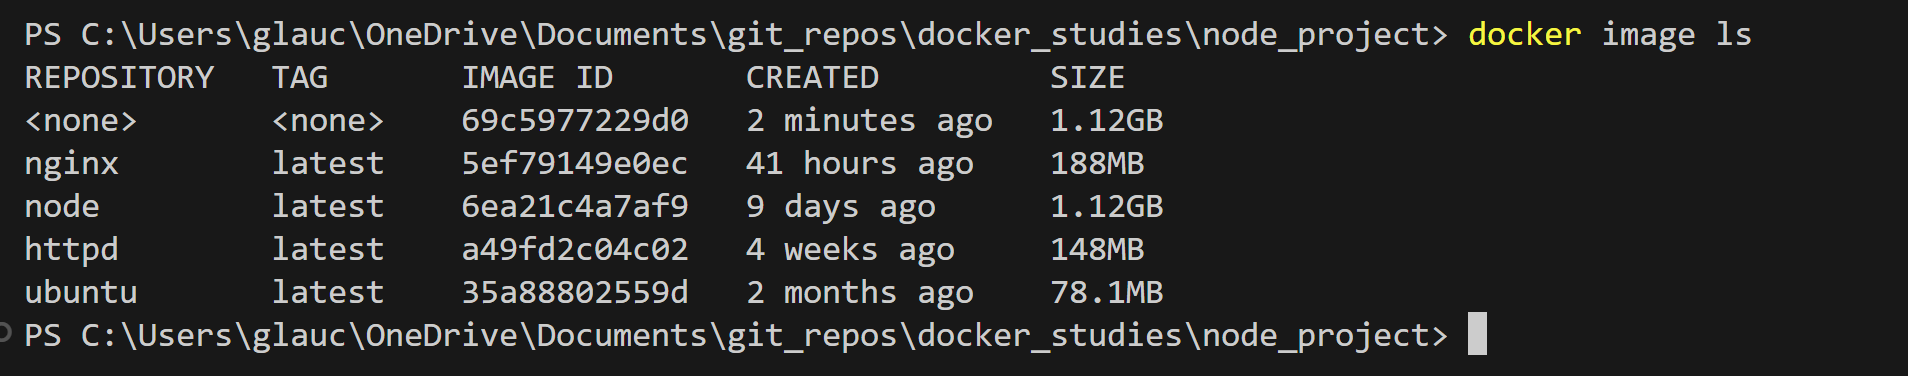 PS C:\Users\glauc\OneDrive\Documents\git_repos\docker_studies\node_project> docker image ls
REPOSITORY   TAG       IMAGE ID       CREATED         SIZE
<none>       <none>    69c5977229d0   2 minutes ago   1.12GB
nginx        latest    5ef79149e0ec   41 hours ago    188MB
node         latest    6ea21c4a7af9   9 days ago      1.12GB
httpd        latest    a49fd2c04c02   4 weeks ago     148MB
ubuntu       latest    35a88802559d   2 months ago    78.1MB
PS C:\Users\glauc\OneDrive\Documents\git_repos\docker_studies\node_project>